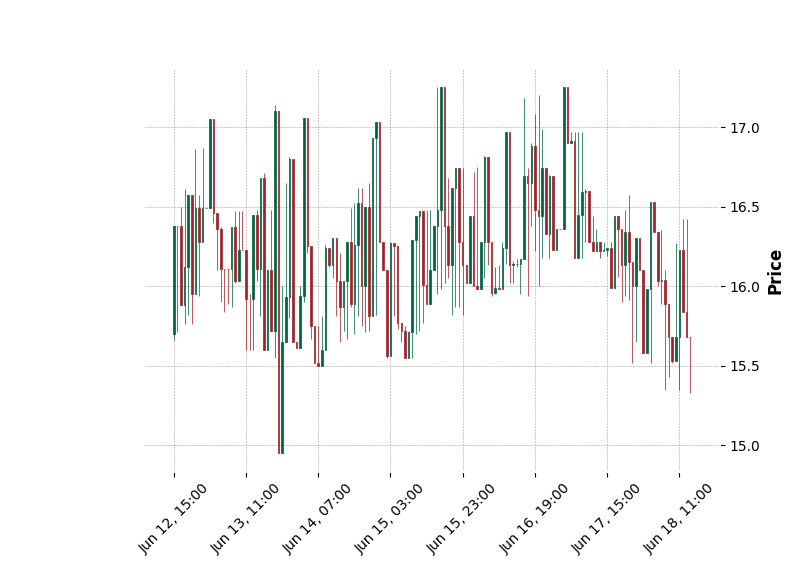 17.0
16.5
16.0
15.5
15.0
Price
Jun 12, 15:00
Jun 13, 11:00
Jun 14, 07:00
Jun 15, 03:00
Jun 15, 23:00
Jun 16, 19:00
Jun 17, 15:00
Jun 18, 11:00